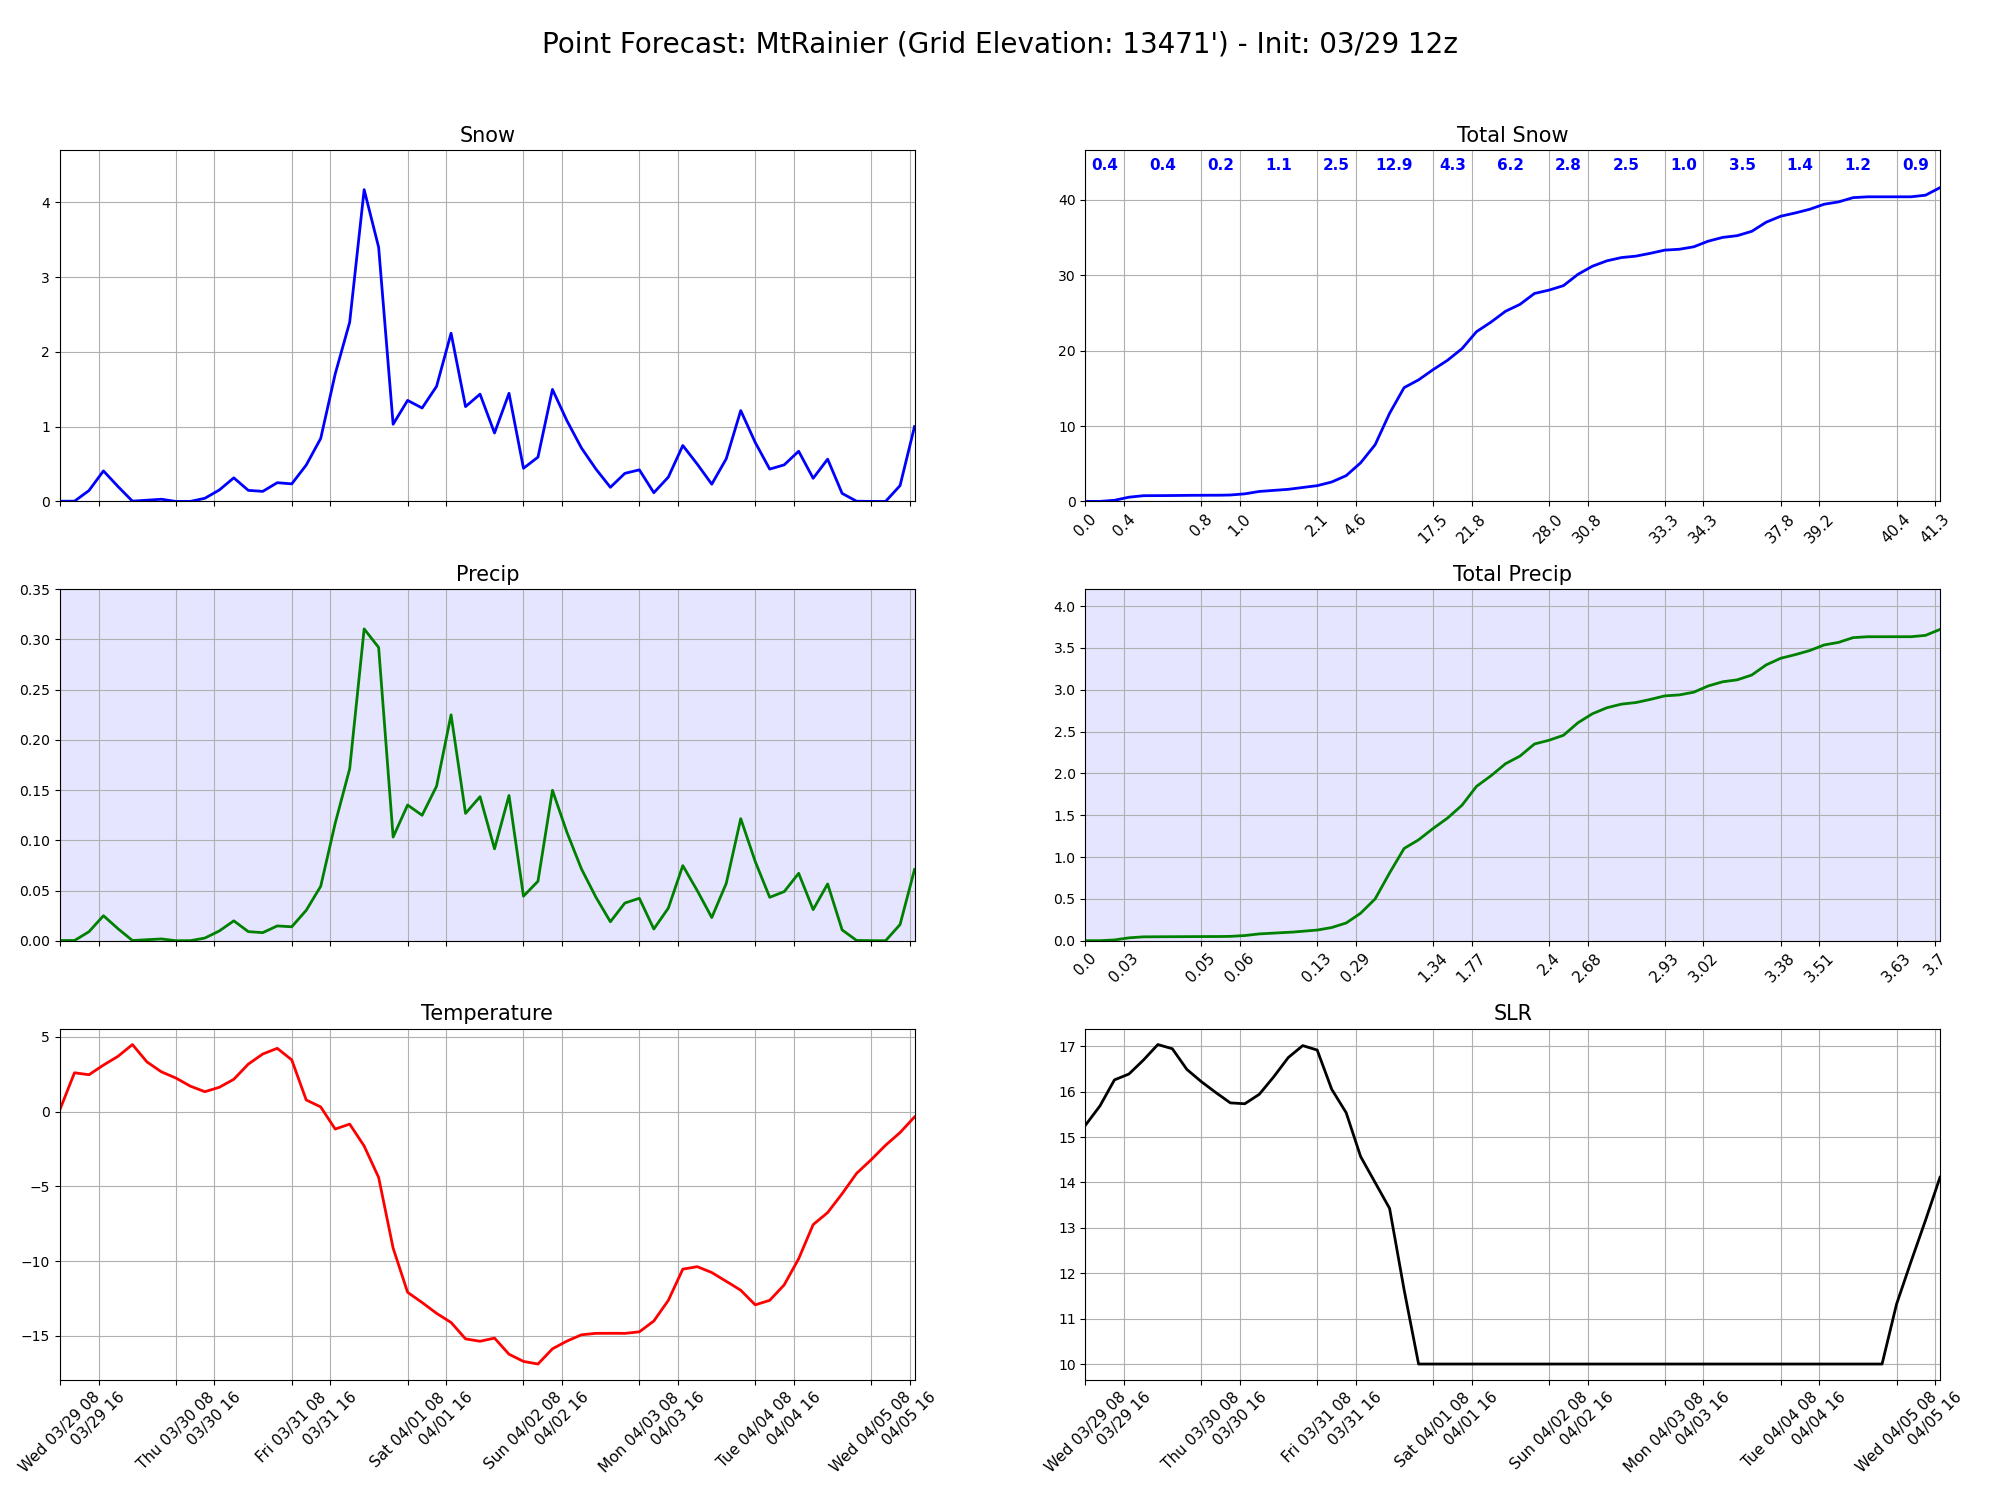 Point Forecast: MtRainier (Grid Elevation: 13471') - Init: 03/29 12z
Snow
4
3
2
1
0
Total Snow
0.4 0.4 0.2 1.1 2.5 12.9 4.3 6.2 2.8 2.5 1.0 3.5 1.4 1.2 0.9
40
30
20
10
0
0.0 0.4 0.8 1.0 2.1 4.6 17.5 21.8 28.0 30.8 33.3 34.3 37.8 39.2 40.4 41.3
Precip
0.35
0.30
0.25
0.20
0.15
0.10
0.05
0.00
Total Precip
4.0
3.5
3.0
2.5
2.0
1.5
1.0
0.5
0.0
0.0 0.03 0.05 0.06 0.13 0.29 1.34 1.77 2.4 2.68 2.93 3.02 3.38 3.51 3.63 3.7
Temperature
5
0
−5
−10
−15
Wed 03/29 08
03/29 16
Thu 03/30 08
03/30 16
Fri 03/31 08
03/31 16
Sat 04/01 08
04/01 16
Sun 04/02 08
04/02 16
Mon 04/03 08
04/03 16
Tue 04/04 08
04/04 16
Wed 04/05 08
04/05 16
SLR
17
16
15
14
13
12
11
10
Wed 03/29 08
03/29 16
Thu 03/30 08
03/30 16
Fri 03/31 08
03/31 16
Sat 04/01 08
04/01 16
Sun 04/02 08
04/02 16
Mon 04/03 08
04/03 16
Tue 04/04 08
04/04 16
Wed 04/05 08
04/05 16